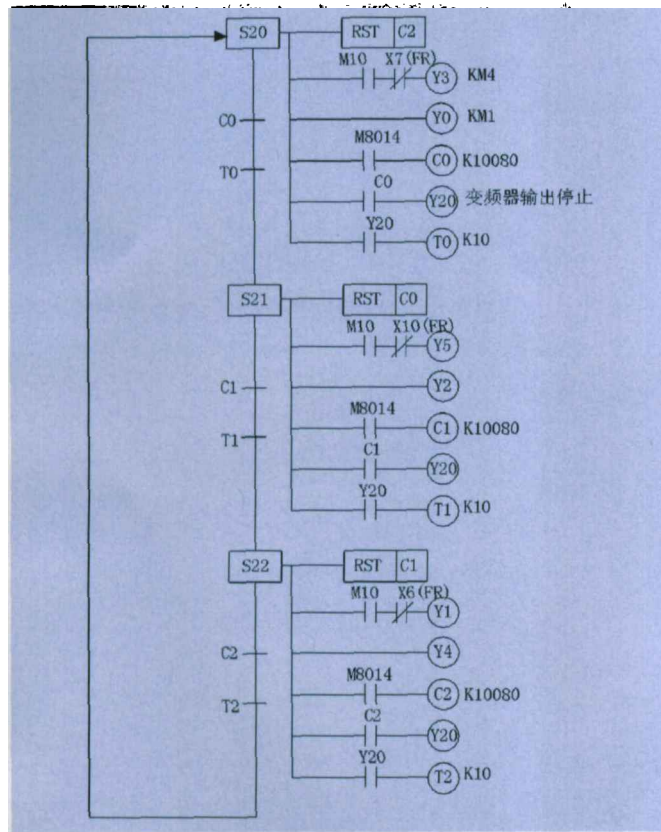 S20 RST C2
M10 X7(FR)
Y3 KM4
C0 Y0 KM1
M8014
T0 C0 K10080
C0
Y20 变频器输出停止
Y20
T0 K10
S21 RST C0
M10 X10(FR)
Y5
C1 Y2
M8014
T1 C1 K10080
C1
Y20
Y20
T1 K10
S22 RST C1
M10 X6(FR)
Y1
C2 Y4
M8014
T2 C2 K10080
C2
Y20
Y20
T2 K10